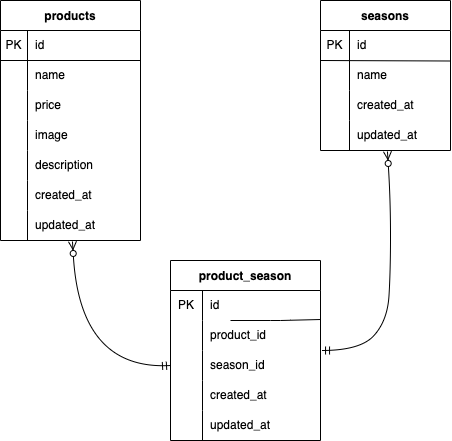 products
PK id
name
price
image
description
created_at
updated_at
seasons
PK id
name
created_at
updated_at
product_season
PK id
product_id
season_id
created_at
updated_at